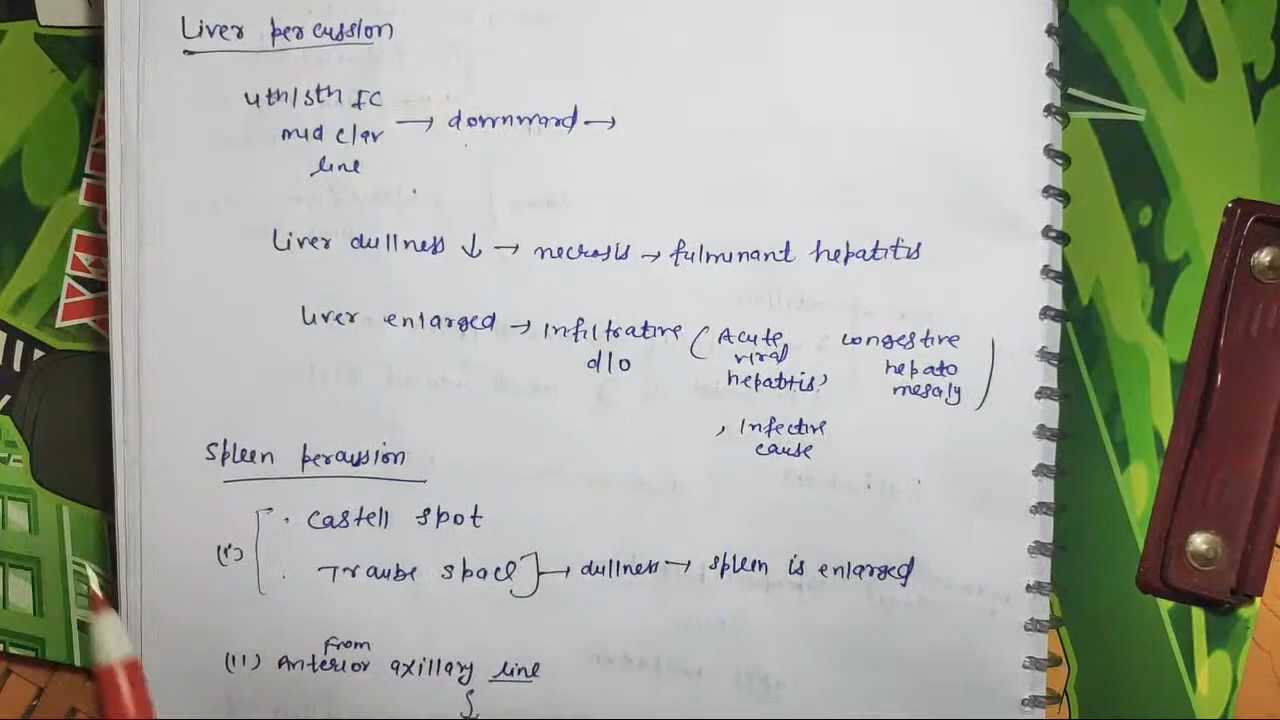 Liver percussion
4th/5th IC
mid clav
line
→ downward →
Liver dullness ↓ → necrosis → fulminant hepatitis
Liver enlarged → Infiltrative
d/o
( Acute
viral
hepatitis,
congestive
hepato
megaly )
, Infective
cause
Spleen percussion
(i) . Castell spot
. Traube space → dullness → spleen is enlarged
From
(ii) Anterior axillary line